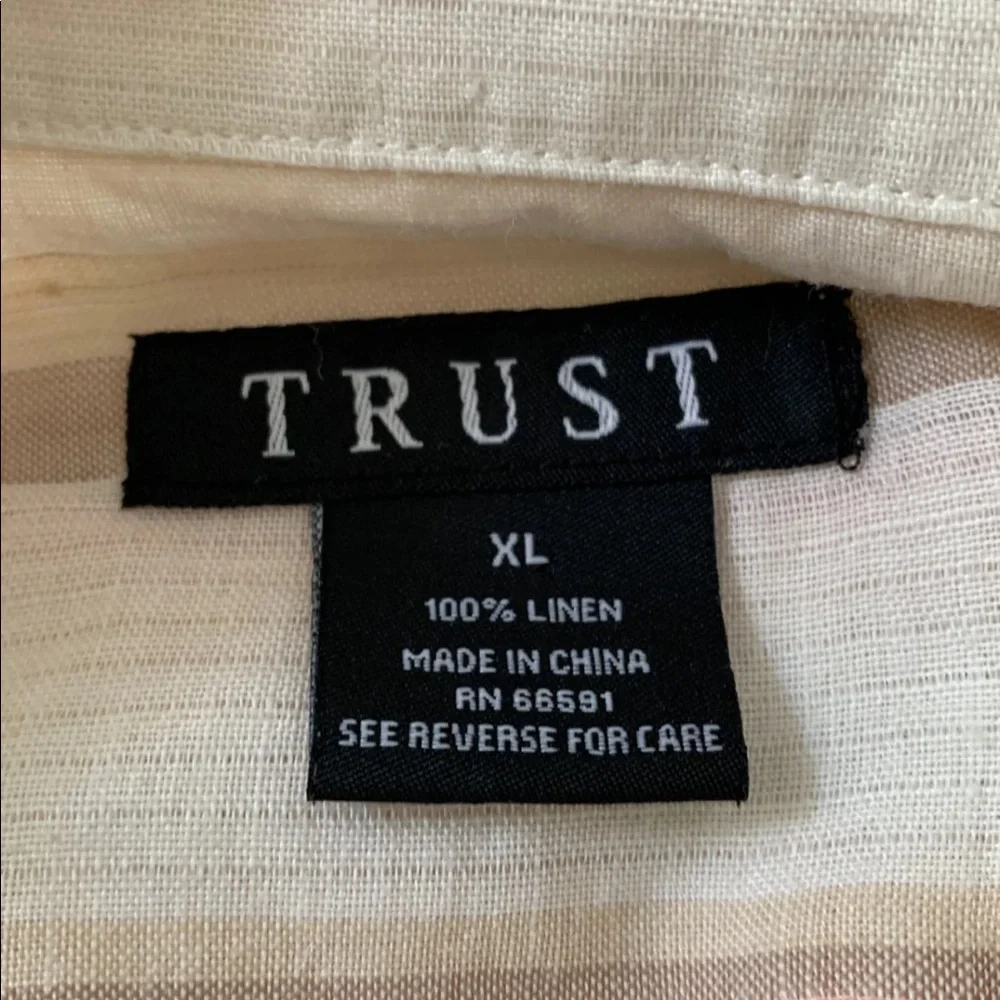 TRUST
XL
100% LINEN
MADE IN CHINA
RN 66591
SEE REVERSE FOR CARE